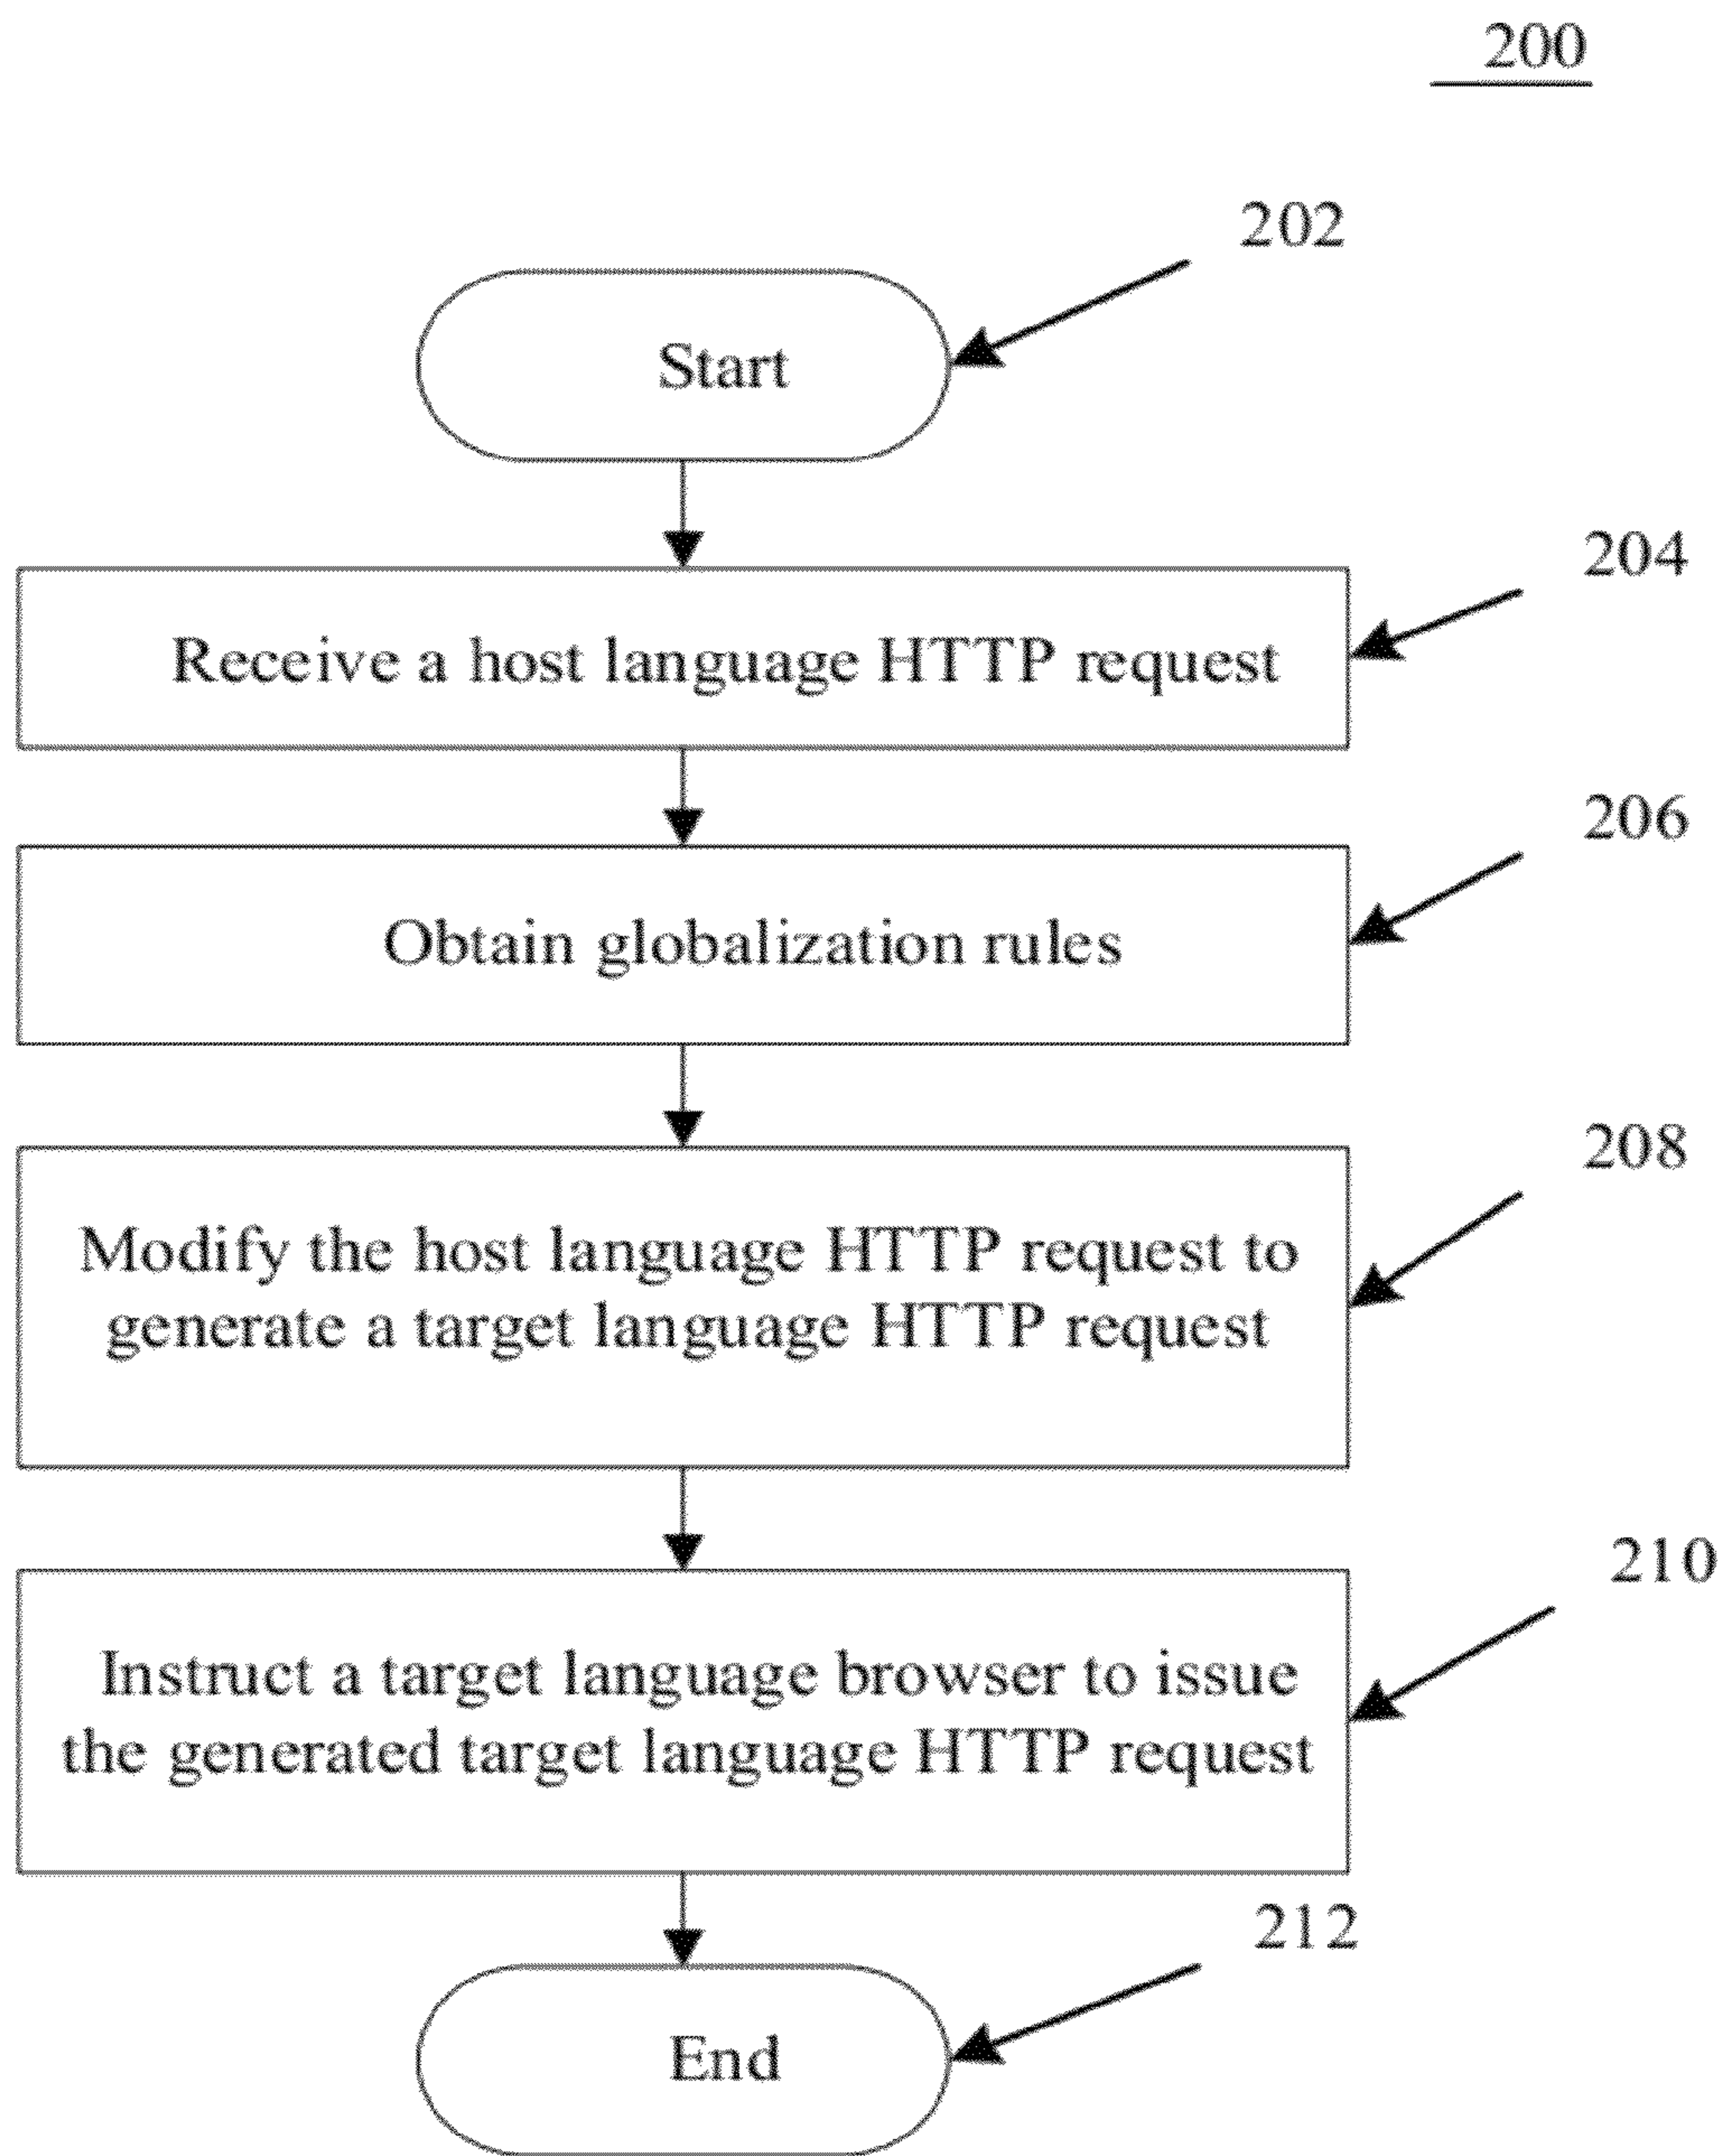 200
202
Start
204
Receive a host language HTTP request
206
Obtain globalization rules
208
Modify the host language HTTP request to
generate a target language HTTP request
210
Instruct a target language browser to issue
the generated target language HTTP request
212
End